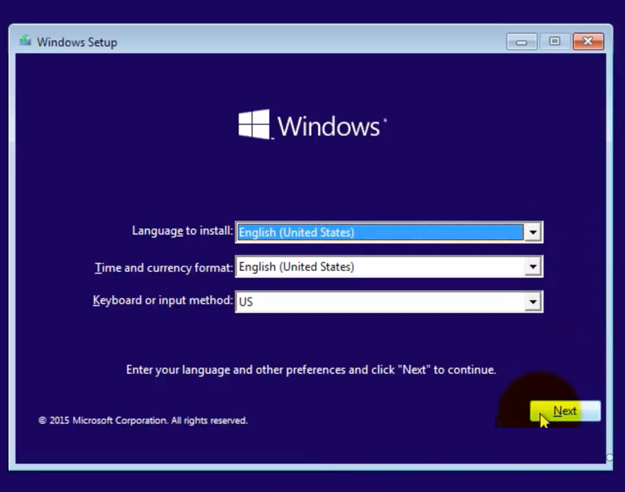 Windows Setup
Windows
Language to install: English (United States)
Time and currency format: English (United States)
Keyboard or input method: US
Enter your language and other preferences and click "Next" to continue.
Next
© 2015 Microsoft Corporation. All rights reserved.